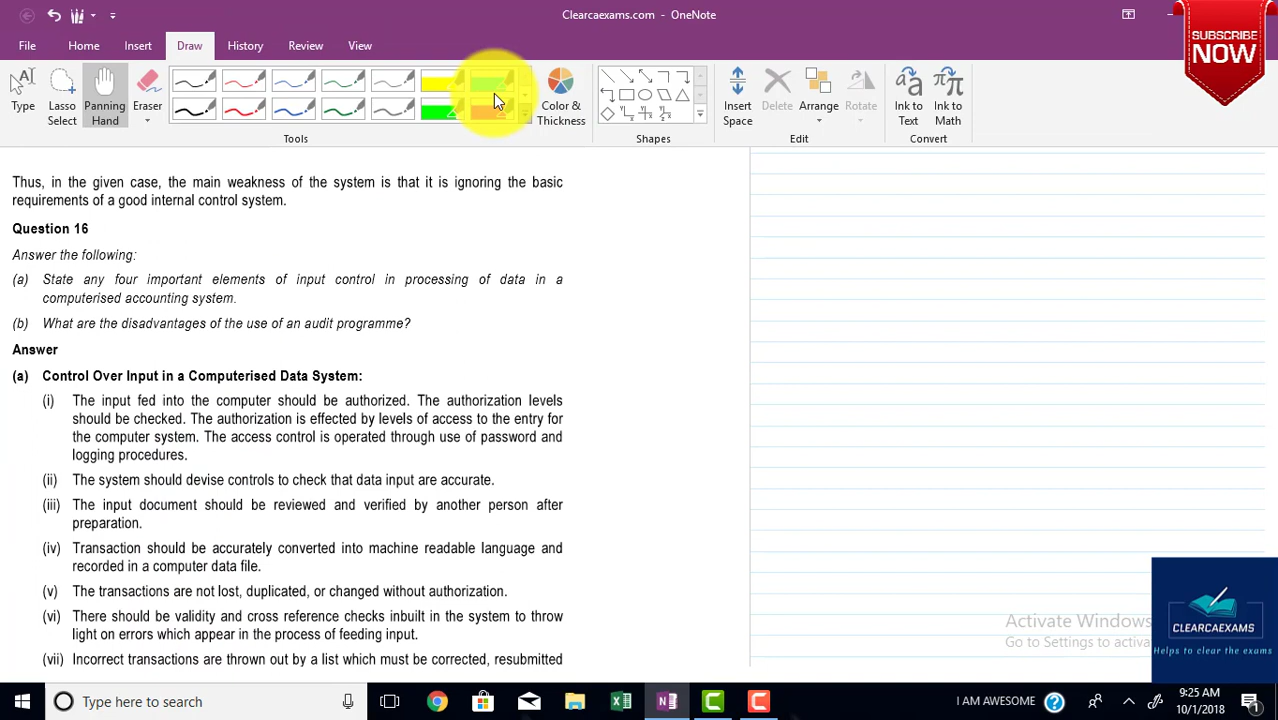 Clearcaexams.com - OneNote
SUBSCRIBE
NOW
File
Home
Insert
Draw
History
Review
View
Type
Lasso
Select
Panning
Hand
Eraser
Color &
Thickness
Insert
Space
Delete
Arrange
Rotate
Ink to
Text
Ink to
Math
Tools
Shapes
Edit
Convert
Thus, in the given case, the main weakness of the system is that it is ignoring the basic
requirements of a good internal control system.
Question 16
Answer the following:
(a) State any four important elements of input control in processing of data in a
computerised accounting system.
(b) What are the disadvantages of the use of an audit programme?
Answer
(a) Control Over Input in a Computerised Data System:
(i) The input fed into the computer should be authorized. The authorization levels
should be checked. The authorization is effected by levels of access to the entry for
the computer system. The access control is operated through use of password and
logging procedures.
(ii) The system should devise controls to check that data input are accurate.
(iii) The input document should be reviewed and verified by another person after
preparation.
(iv) Transaction should be accurately converted into machine readable language and
recorded in a computer data file.
(v) The transactions are not lost, duplicated, or changed without authorization.
(vi) There should be validity and cross reference checks inbuilt in the system to throw
light on errors which appear in the process of feeding input.
(vii) Incorrect transactions are thrown out by a list which must be corrected, resubmitted
Activate Windows
Go to Settings to activa
CLEARCAEXAMS
Helps to clear the exams
Type here to search
I AM AWESOME
9:25 AM
10/1/2018